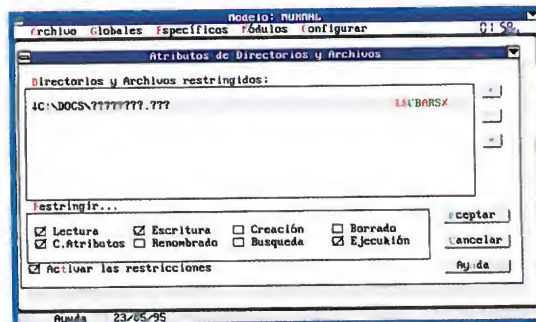 Modelo: NORMAL
Archivo Globales Específicos Módulos Configurar
Atributos de Directorios y Archivos
Directorios y Archivos restringidos:
↓C:\DOCS\????????.???
Restringir...
☑ Lectura ☑ Escritura ☐ Creación ☐ Borrado
☑ C.Atributos ☐ Renombrado ☐ Busqueda ☑ Ejecukión
Aceptar
Cancelar
☑ Activar las restricciones
Ayuda
Ayuda 23/05/95